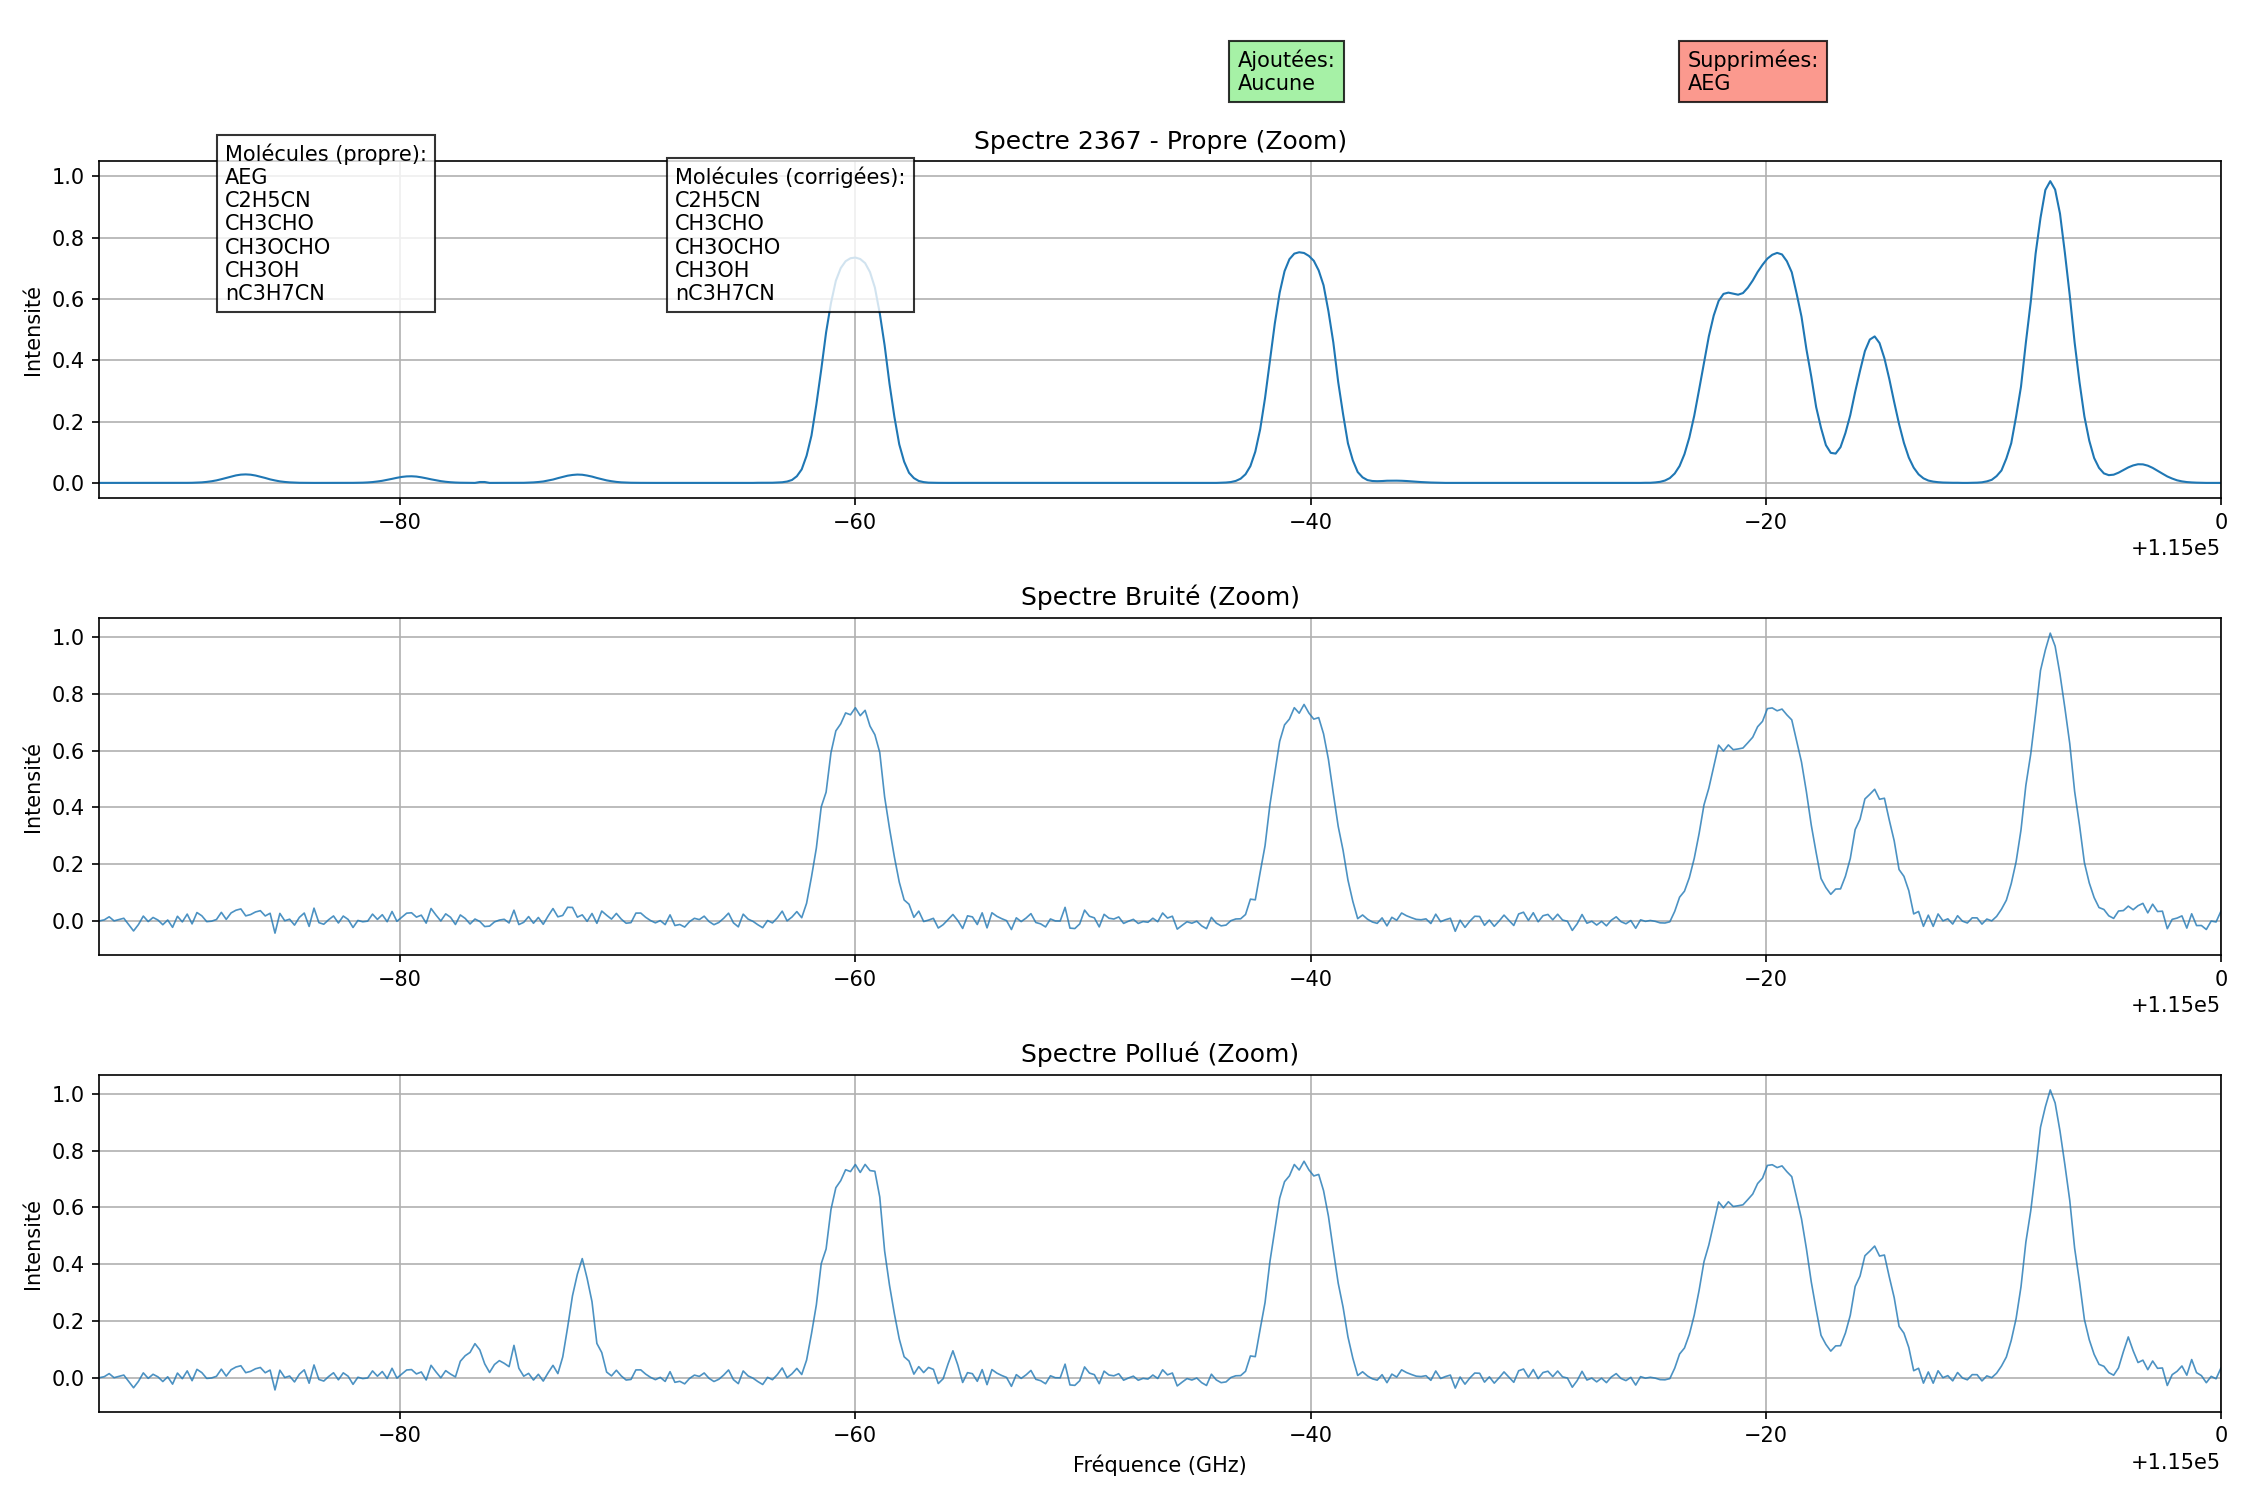 Ajoutées:
Aucune
Supprimées:
AEG
Spectre 2367 - Propre (Zoom)
Molécules (propre):
AEG
C2H5CN
CH3CHO
CH3OCHO
CH3OH
nC3H7CN
Molécules (corrigées):
C2H5CN
CH3CHO
CH3OCHO
CH3OH
nC3H7CN
Intensité
1.0
0.8
0.6
0.4
0.2
0.0
−80
−60
−40
−20
0
+1.15e5
Spectre Bruité (Zoom)
Intensité
1.0
0.8
0.6
0.4
0.2
0.0
−80
−60
−40
−20
0
+1.15e5
Spectre Pollué (Zoom)
Intensité
1.0
0.8
0.6
0.4
0.2
0.0
−80
−60
−40
−20
0
+1.15e5
Fréquence (GHz)